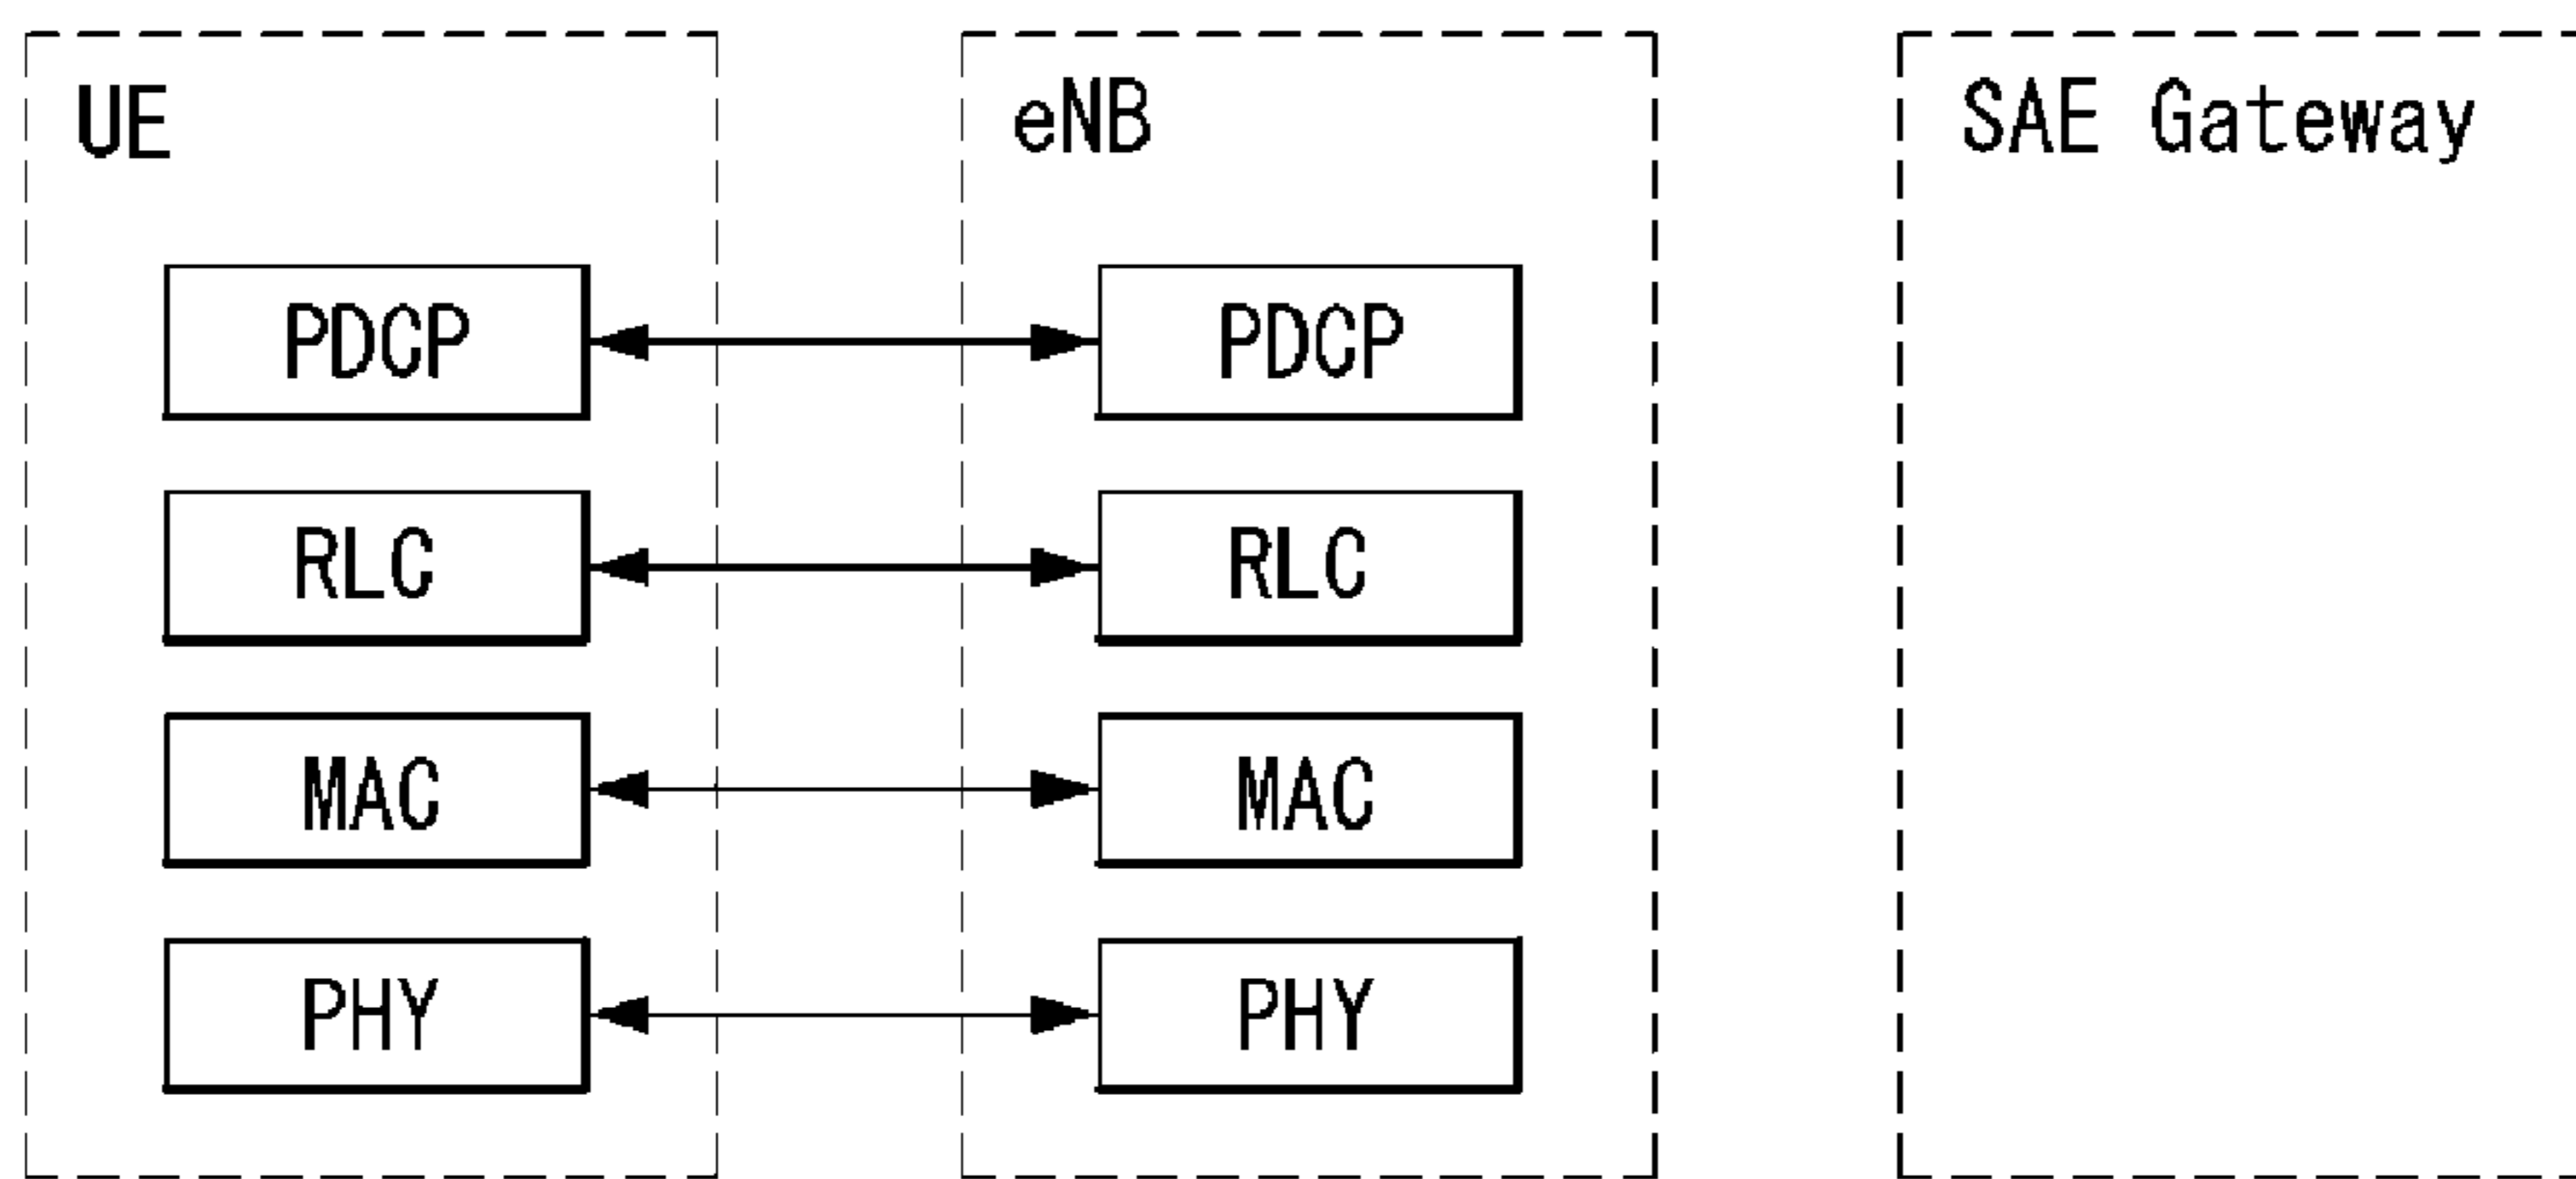 UE
eNB
SAE Gateway
PDCP
PDCP
RLC
RLC
MAC
MAC
PHY
PHY